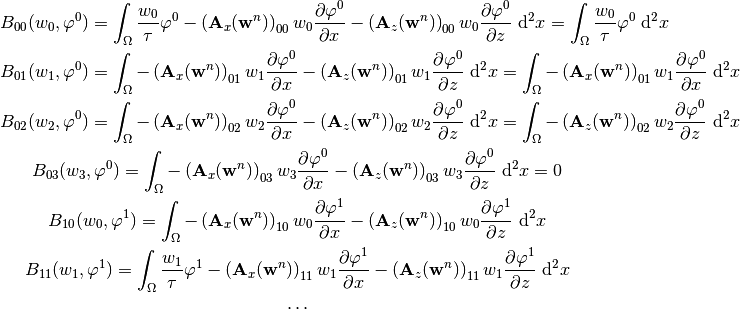 $B_{00}(w_0, \varphi^0) = \int_\Omega \frac{w_0}{\tau} \varphi^0 - (\mathbf{A}_x(\mathbf{w}^n))_{00} \, w_0 \frac{\partial \varphi^0}{\partial x} - (\mathbf{A}_z(\mathbf{w}^n))_{00} \, w_0 \frac{\partial \varphi^0}{\partial z} \ \mathrm{d}^2 x = \int_\Omega \frac{w_0}{\tau} \varphi^0 \ \mathrm{d}^2 x$
$B_{01}(w_1, \varphi^0) = \int_\Omega - (\mathbf{A}_x(\mathbf{w}^n))_{01} \, w_1 \frac{\partial \varphi^0}{\partial x} - (\mathbf{A}_z(\mathbf{w}^n))_{01} \, w_1 \frac{\partial \varphi^0}{\partial z} \ \mathrm{d}^2 x = \int_\Omega - (\mathbf{A}_x(\mathbf{w}^n))_{01} \, w_1 \frac{\partial \varphi^0}{\partial x} \ \mathrm{d}^2 x$
$B_{02}(w_2, \varphi^0) = \int_\Omega - (\mathbf{A}_x(\mathbf{w}^n))_{02} \, w_2 \frac{\partial \varphi^0}{\partial x} - (\mathbf{A}_z(\mathbf{w}^n))_{02} \, w_2 \frac{\partial \varphi^0}{\partial z} \ \mathrm{d}^2 x = \int_\Omega - (\mathbf{A}_z(\mathbf{w}^n))_{02} \, w_2 \frac{\partial \varphi^0}{\partial z} \ \mathrm{d}^2 x$
$B_{03}(w_3, \varphi^0) = \int_\Omega - (\mathbf{A}_x(\mathbf{w}^n))_{03} \, w_3 \frac{\partial \varphi^0}{\partial x} - (\mathbf{A}_z(\mathbf{w}^n))_{03} \, w_3 \frac{\partial \varphi^0}{\partial z} \ \mathrm{d}^2 x = 0$
$B_{10}(w_0, \varphi^1) = \int_\Omega - (\mathbf{A}_x(\mathbf{w}^n))_{10} \, w_0 \frac{\partial \varphi^1}{\partial x} - (\mathbf{A}_z(\mathbf{w}^n))_{10} \, w_0 \frac{\partial \varphi^1}{\partial z} \ \mathrm{d}^2 x$
$B_{11}(w_1, \varphi^1) = \int_\Omega \frac{w_1}{\tau} \varphi^1 - (\mathbf{A}_x(\mathbf{w}^n))_{11} \, w_1 \frac{\partial \varphi^1}{\partial x} - (\mathbf{A}_z(\mathbf{w}^n))_{11} \, w_1 \frac{\partial \varphi^1}{\partial z} \ \mathrm{d}^2 x$
$\cdots$